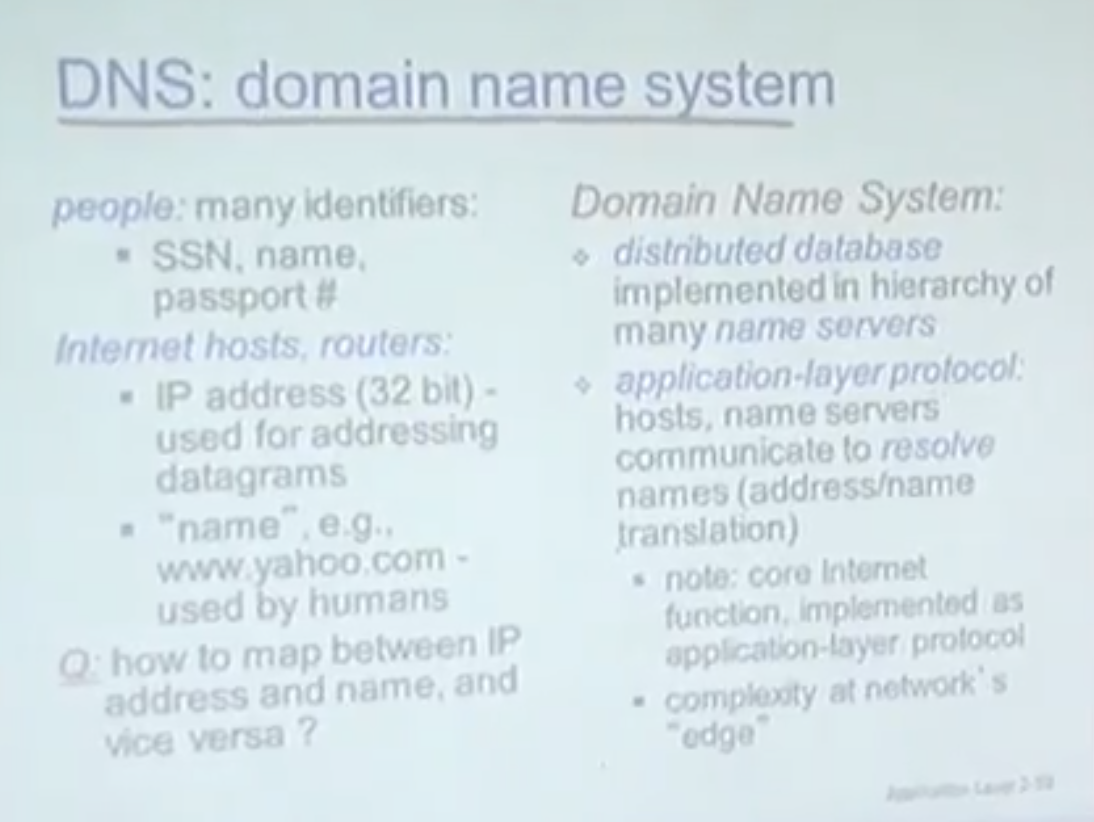 DNS: domain name system
people: many identifiers:
▪ SSN, name,
passport #
Internet hosts, routers:
▪ IP address (32 bit) -
used for addressing
datagrams
▪ “name”, e.g.,
www.yahoo.com -
used by humans
Q: how to map between IP
address and name, and
vice versa ?
Domain Name System:
❖ distributed database
implemented in hierarchy of
many name servers
❖ application-layer protocol:
hosts, name servers
communicate to resolve
names (address/name
translation)
▪ note: core Internet
function, implemented as
application-layer protocol
▪ complexity at network’s
“edge”
Application Layer